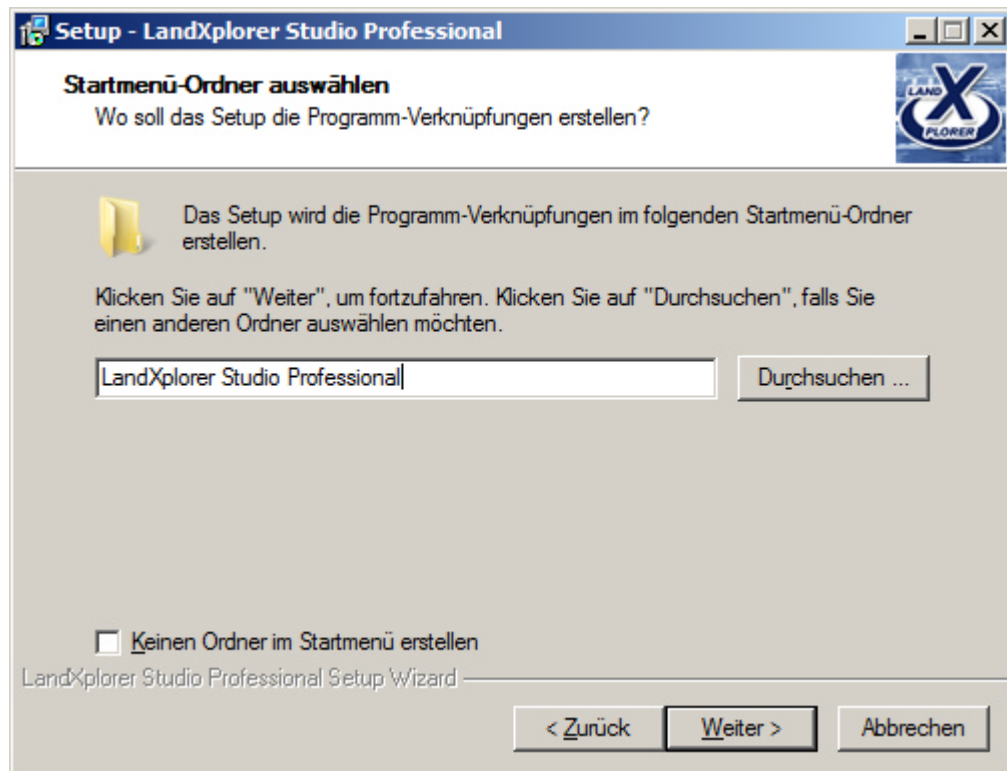 Setup - LandXplorer Studio Professional
Startmenü-Ordner auswählen
Wo soll das Setup die Programm-Verknüpfungen erstellen?
LAND
X
PLORER
Das Setup wird die Programm-Verknüpfungen im folgenden Startmenü-Ordner
erstellen.
Klicken Sie auf "Weiter", um fortzufahren. Klicken Sie auf "Durchsuchen", falls Sie
einen anderen Ordner auswählen möchten.
LandXplorer Studio Professional
Durchsuchen ...
Keinen Ordner im Startmenü erstellen
LandXplorer Studio Professional Setup Wizard
< Zurück
Weiter >
Abbrechen